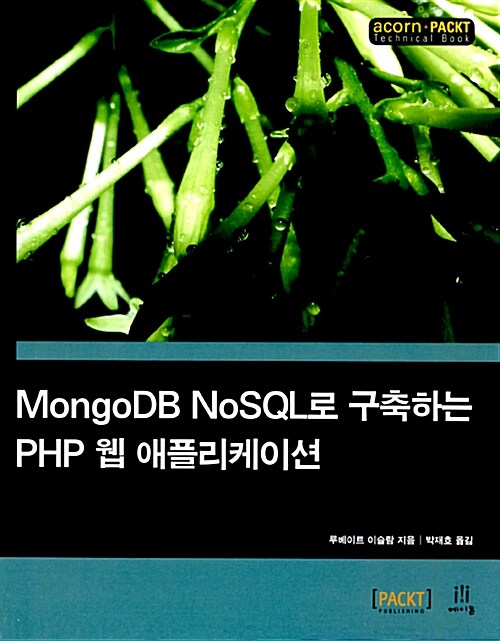 acorn·PACKT
Technical Book
MongoDB NoSQL로 구축하는
PHP 웹 애플리케이션
루베이트 이슬람 지음 | 박재호 옮김
[PACKT]
PUBLISHING
에이콘